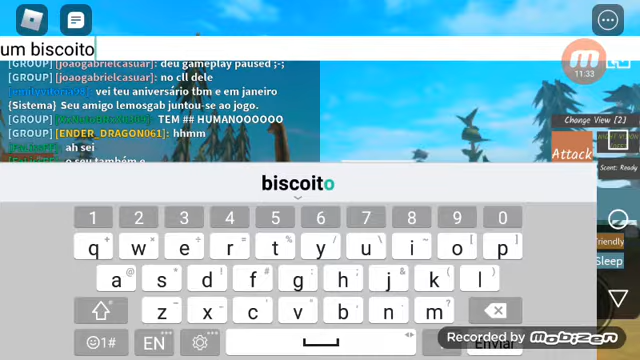 um biscoito
[GROUP] [joaogabrielcasuar]: deu gameplay paused ;-;
[GROUP] [joaogabrielcasuar]: no cll dele
vei teu aniversário tbm e em janeiro
{Sistema} Seu amigo lemosgab juntou-se ao jogo.
[GROUP] TEM ## HUMANOOOOOO
[GROUP] [ENDER_DRAGON061]: hhmm
ah sei
o seu também e
11:33
Change View (2)
Attack
Scent: Ready
Friendly
Sleep
biscoito
1 2 3 4 5 6 7 8 9 0
q w e r t y u i o p
a s d f g h j k l
z x c v b n m
1# EN Enviar
Recorded by Mobizen